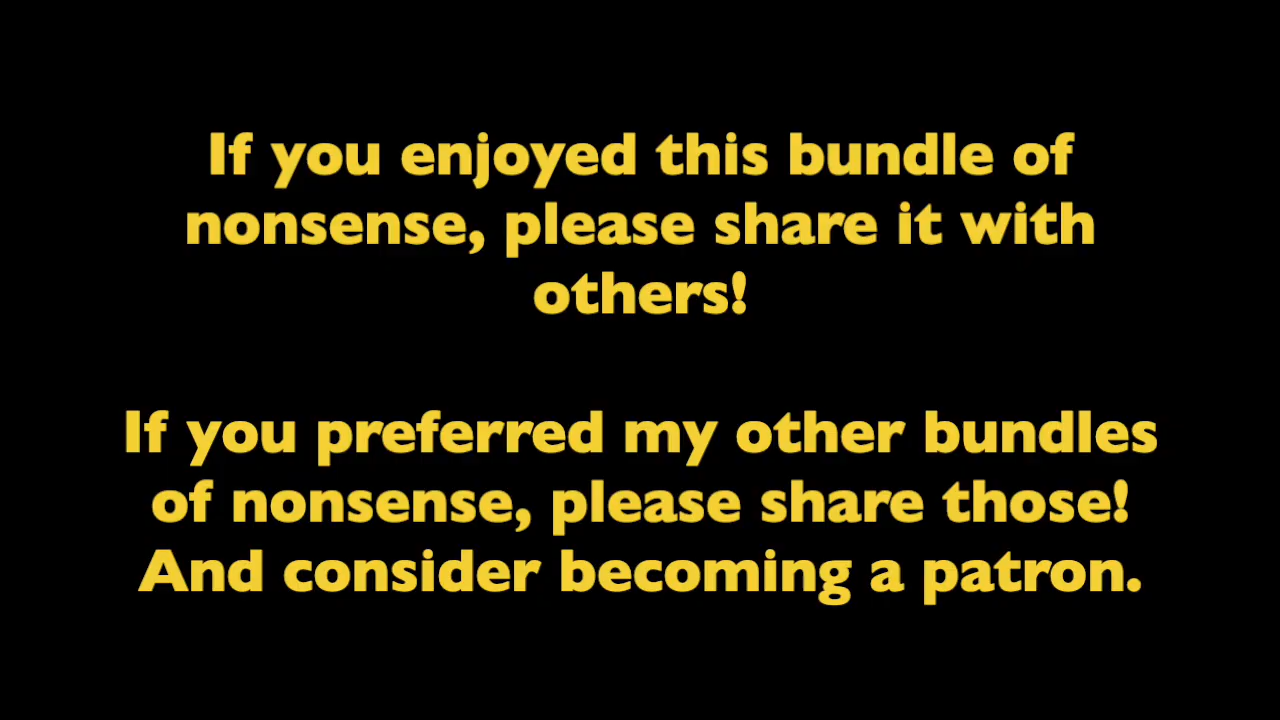 If you enjoyed this bundle of
nonsense, please share it with
others!
If you preferred my other bundles
of nonsense, please share those!
And consider becoming a patron.